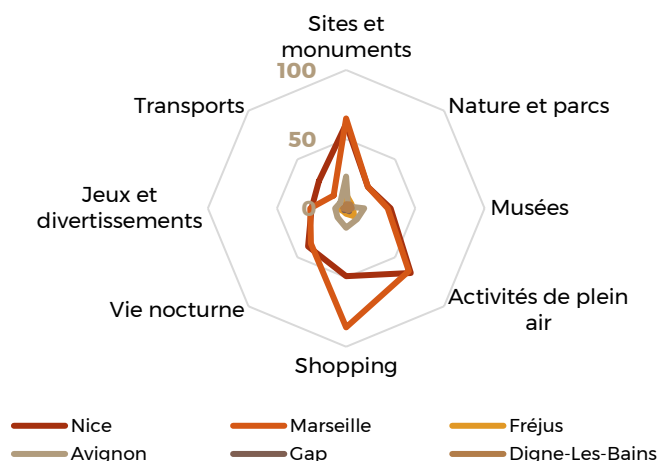 Sites et
monuments
100
Transports
Nature et parcs
50
Jeux et
divertissements
0
Musées
Vie nocturne
Activités de plein
air
Shopping
Nice
Marseille
Fréjus
Avignon
Gap
Digne-Les-Bains